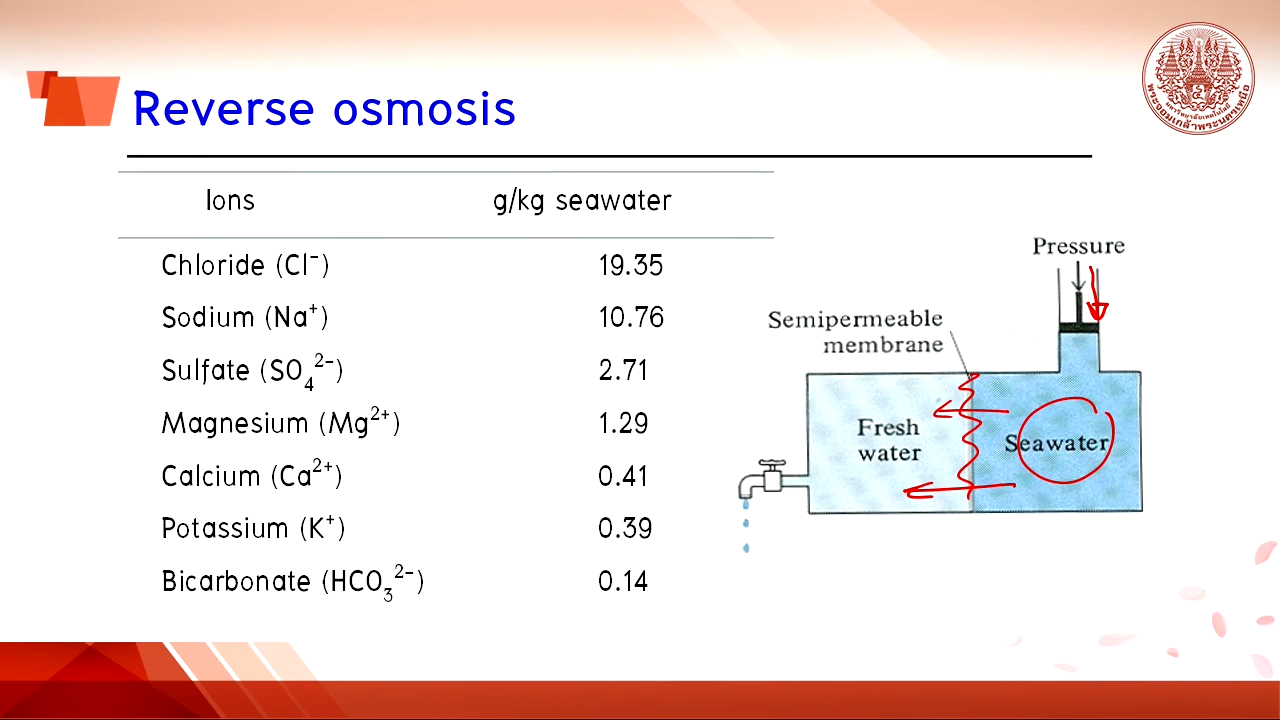 Reverse osmosis
Ions g/kg seawater
Chloride (Cl⁻) 19.35
Sodium (Na⁺) 10.76
Sulfate (SO₄²⁻) 2.71
Magnesium (Mg²⁺) 1.29
Calcium (Ca²⁺) 0.41
Potassium (K⁺) 0.39
Bicarbonate (HCO₃²⁻) 0.14
Pressure
Semipermeable
membrane
Fresh
water
Seawater